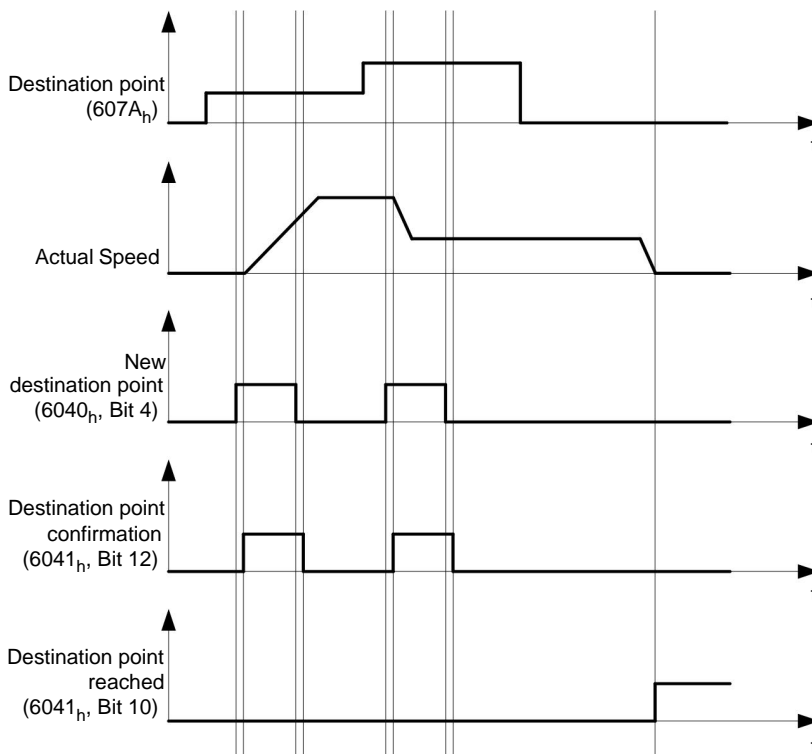 Destination point
(607Ah)
Actual Speed
New
destination point
(6040h, Bit 4)
Destination point
confirmation
(6041h, Bit 12)
Destination point
reached
(6041h, Bit 10)